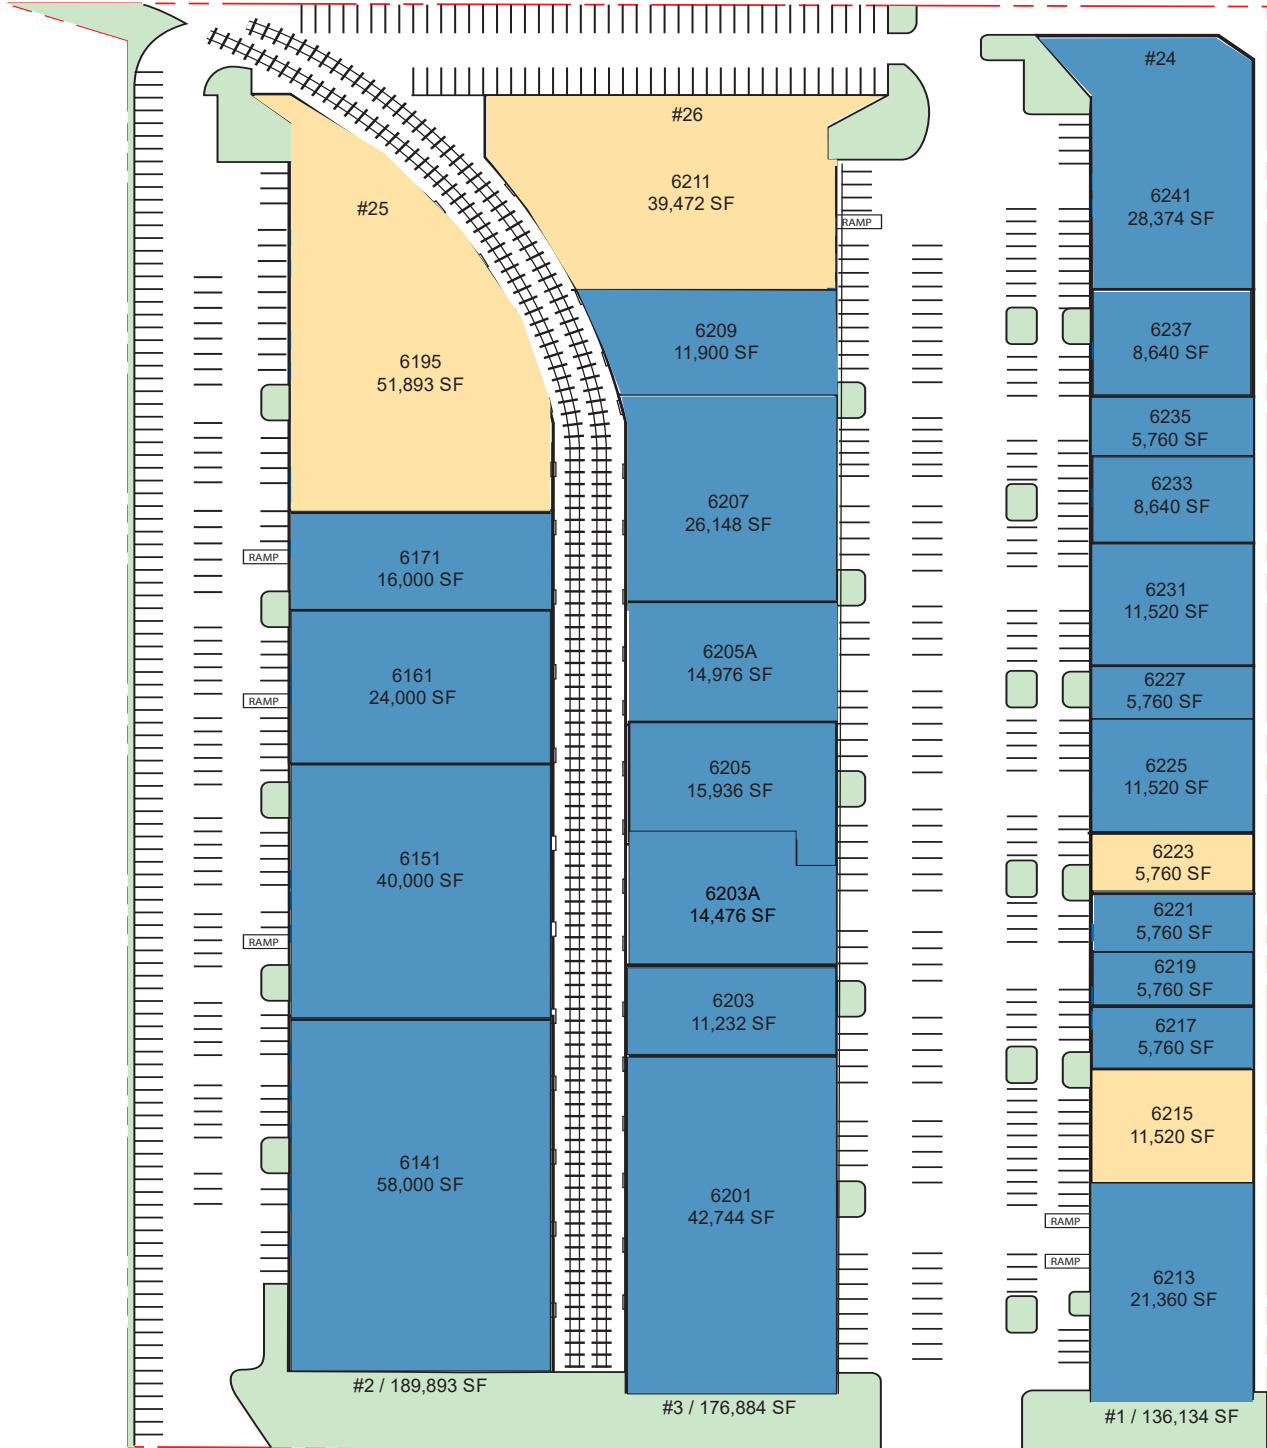 #25
6195
51,893 SF
6171
16,000 SF
RAMP
6161
24,000 SF
RAMP
6151
40,000 SF
RAMP
6141
58,000 SF
#2 / 189,893 SF
#26
6211
39,472 SF
RAMP
6209
11,900 SF
6207
26,148 SF
6205A
14,976 SF
6205
15,936 SF
6203A
14,476 SF
6203
11,232 SF
6201
42,744 SF
#3 / 176,884 SF
#24
6241
28,374 SF
6237
8,640 SF
6235
5,760 SF
6233
8,640 SF
6231
11,520 SF
6227
5,760 SF
6225
11,520 SF
6223
5,760 SF
6221
5,760 SF
6219
5,760 SF
6217
5,760 SF
6215
11,520 SF
RAMP
RAMP
6213
21,360 SF
#1 / 136,134 SF